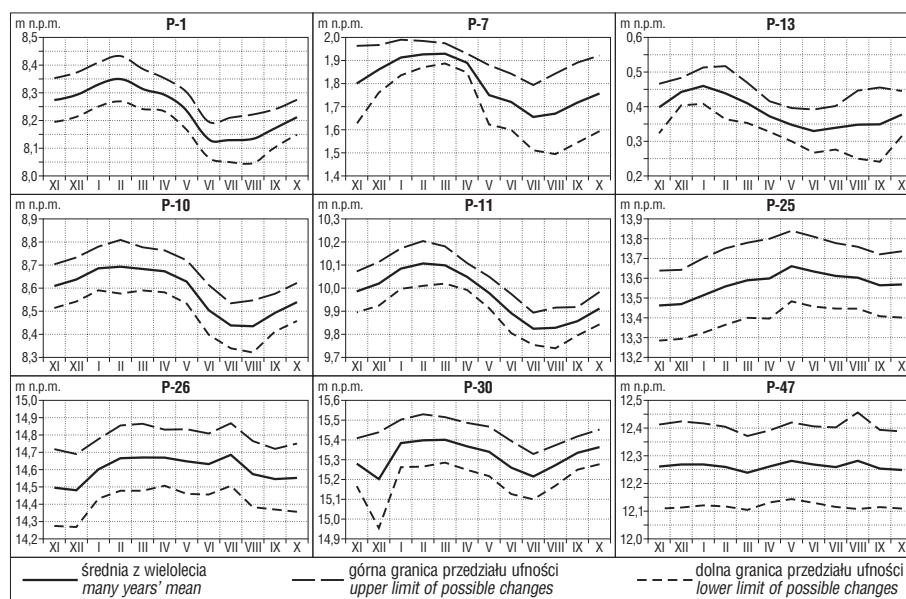 m n.p.m. P-1 m n.p.m. P-7 m n.p.m. P-13
8,5 2,0 0,6
8,4 1,9 0,5
8,3 1,8 0,4
8,2 1,7 0,3
8,1 1,6 0,2
8,0 1,5
1,4
XI XII I II III IV V VI VII VIII IX X XI XII I II III IV V VI VII VIII IX X XI XII I II III IV V VI VII VIII IX X
m n.p.m. P-10 m n.p.m. P-11 m n.p.m. P-25
8,9 10,3 13,9
8,8 10,2 13,8
8,7 10,1 13,7
8,6 10,0 13,6
8,5 9,9 13,5
8,4 9,8 13,4
8,3 9,7 13,3
13,2
XI XII I II III IV V VI VII VIII IX X XI XII I II III IV V VI VII VIII IX X XI XII I II III IV V VI VII VIII IX X
m n.p.m. P-26 m n.p.m. P-30 m n.p.m. P-47
15,0 15,6 12,5
14,9 15,5 12,4
14,8 15,4 12,3
14,7 15,3 12,2
14,6 15,2 12,1
14,5 15,1 12,0
14,4 15,0
14,3 14,9
14,2
XI XII I II III IV V VI VII VIII IX X XI XII I II III IV V VI VII VIII IX X XI XII I II III IV V VI VII VIII IX X
średnia z wielolecia górna granica przedziału ufności dolna granica przedziału ufności
many years' mean upper limit of possible changes lower limit of possible changes